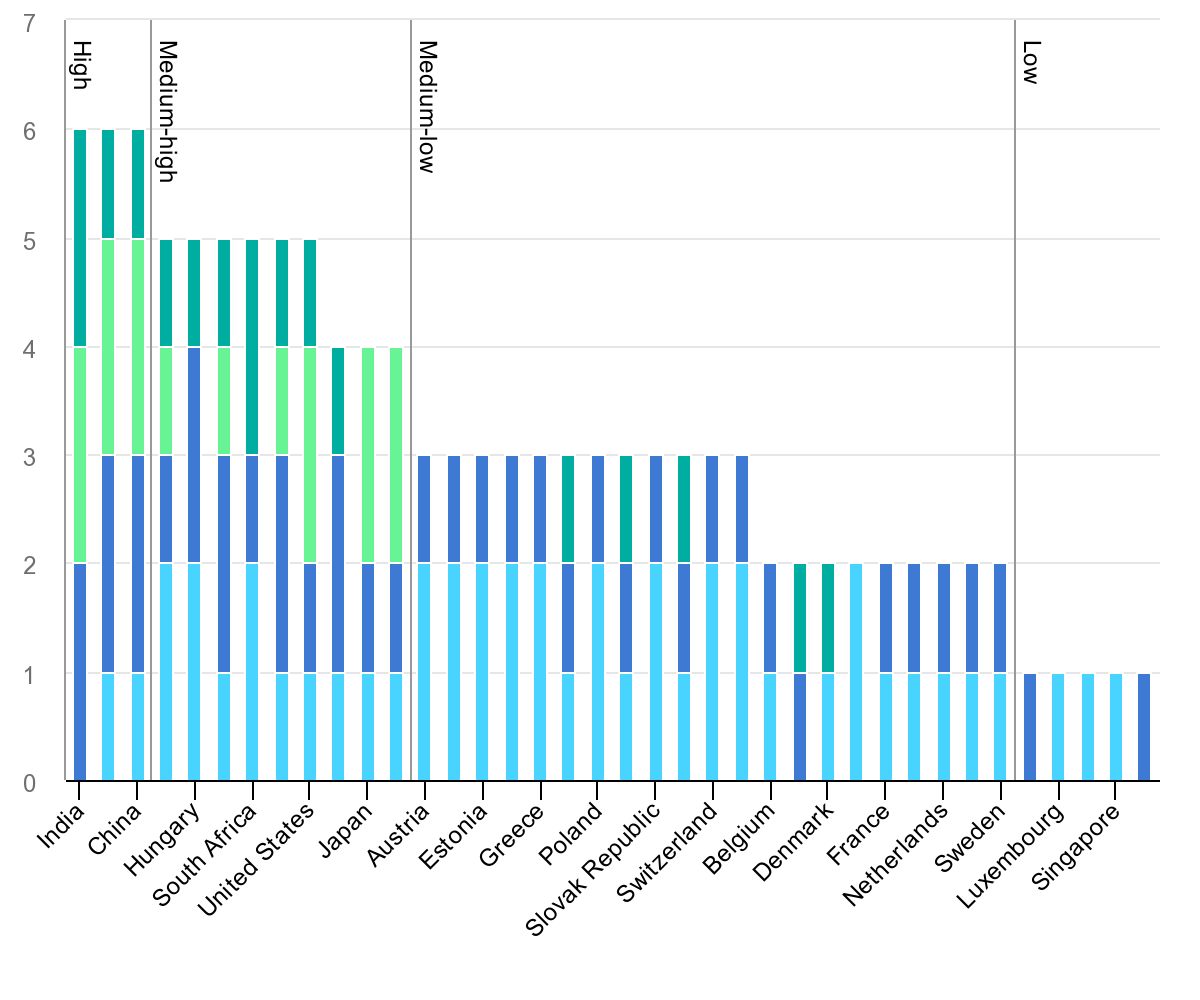 7
6
5
4
3
2
1
0
High
Medium-high
Medium-low
Low
India
China
Hungary
South Africa
United States
Japan
Austria
Estonia
Greece
Poland
Slovak Republic
Switzerland
Belgium
Denmark
France
Netherlands
Sweden
Luxembourg
Singapore